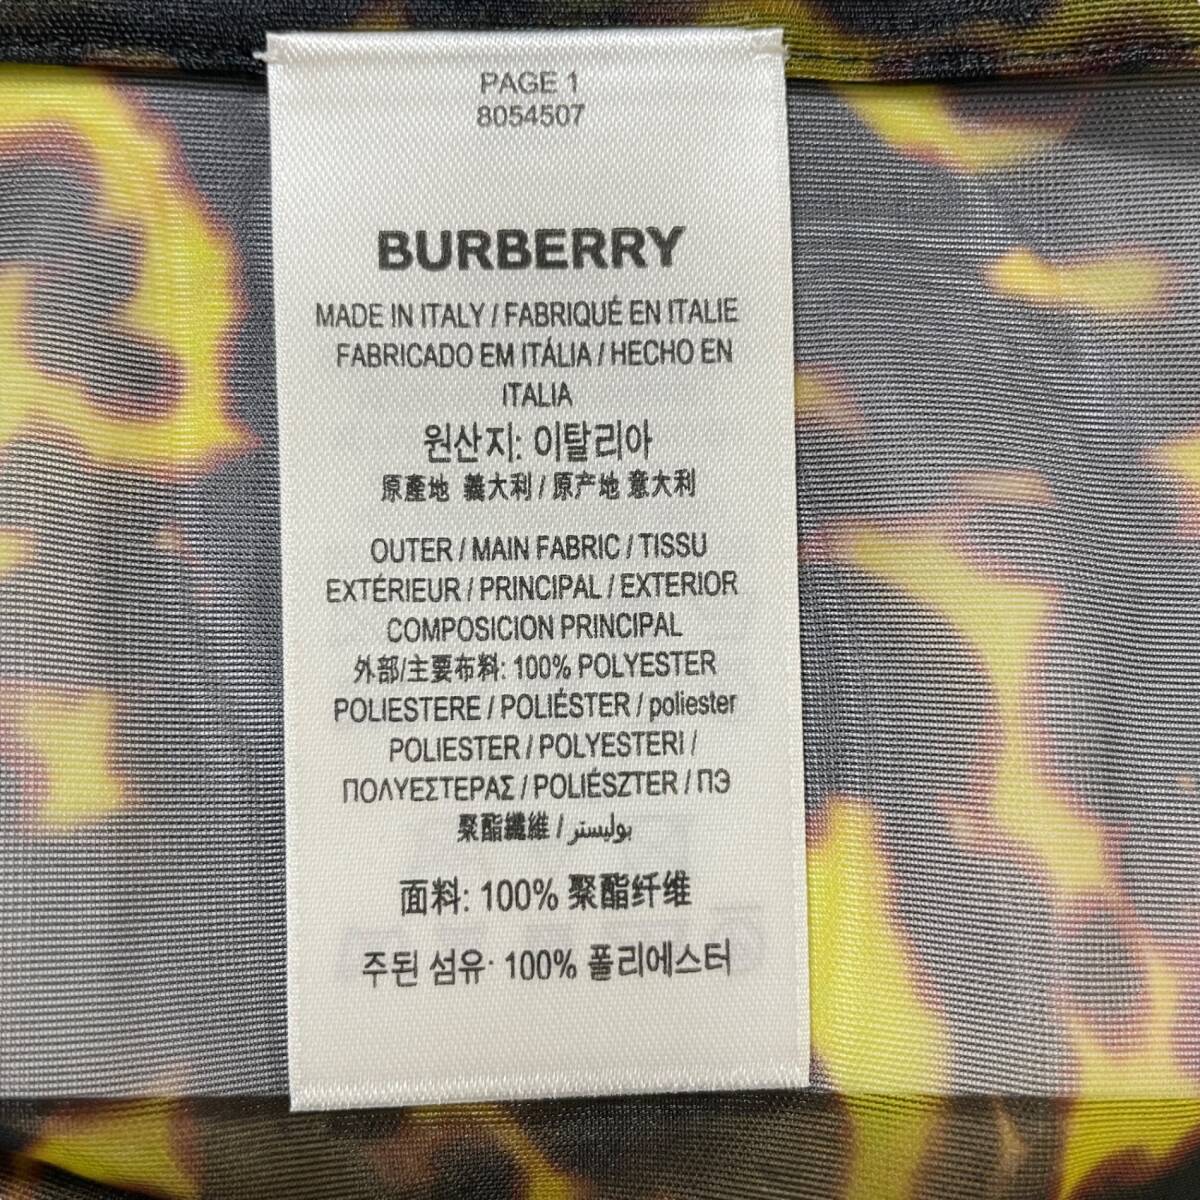 PAGE 1
8054507
BURBERRY
MADE IN ITALY / FABRIQUÉ EN ITALIE
FABRICADO EM ITÁLIA / HECHO EN
ITALIA
원산지: 이탈리아
原產地 義大利 / 原产地 意大利
OUTER / MAIN FABRIC / TISSU
EXTÉRIEUR / PRINCIPAL / EXTERIOR
COMPOSICION PRINCIPAL
外部/主要布料: 100% POLYESTER
POLIESTERE / POLIÉSTER / poliester
POLIESTER / POLYESTERI /
ΠΟΛΥΕΣΤΕΡΑΣ / POLIÉSZTER / ПЭ
聚酯纖維 / بوليستر
面料: 100% 聚酯纤维
주된 섬유: 100% 폴리에스터